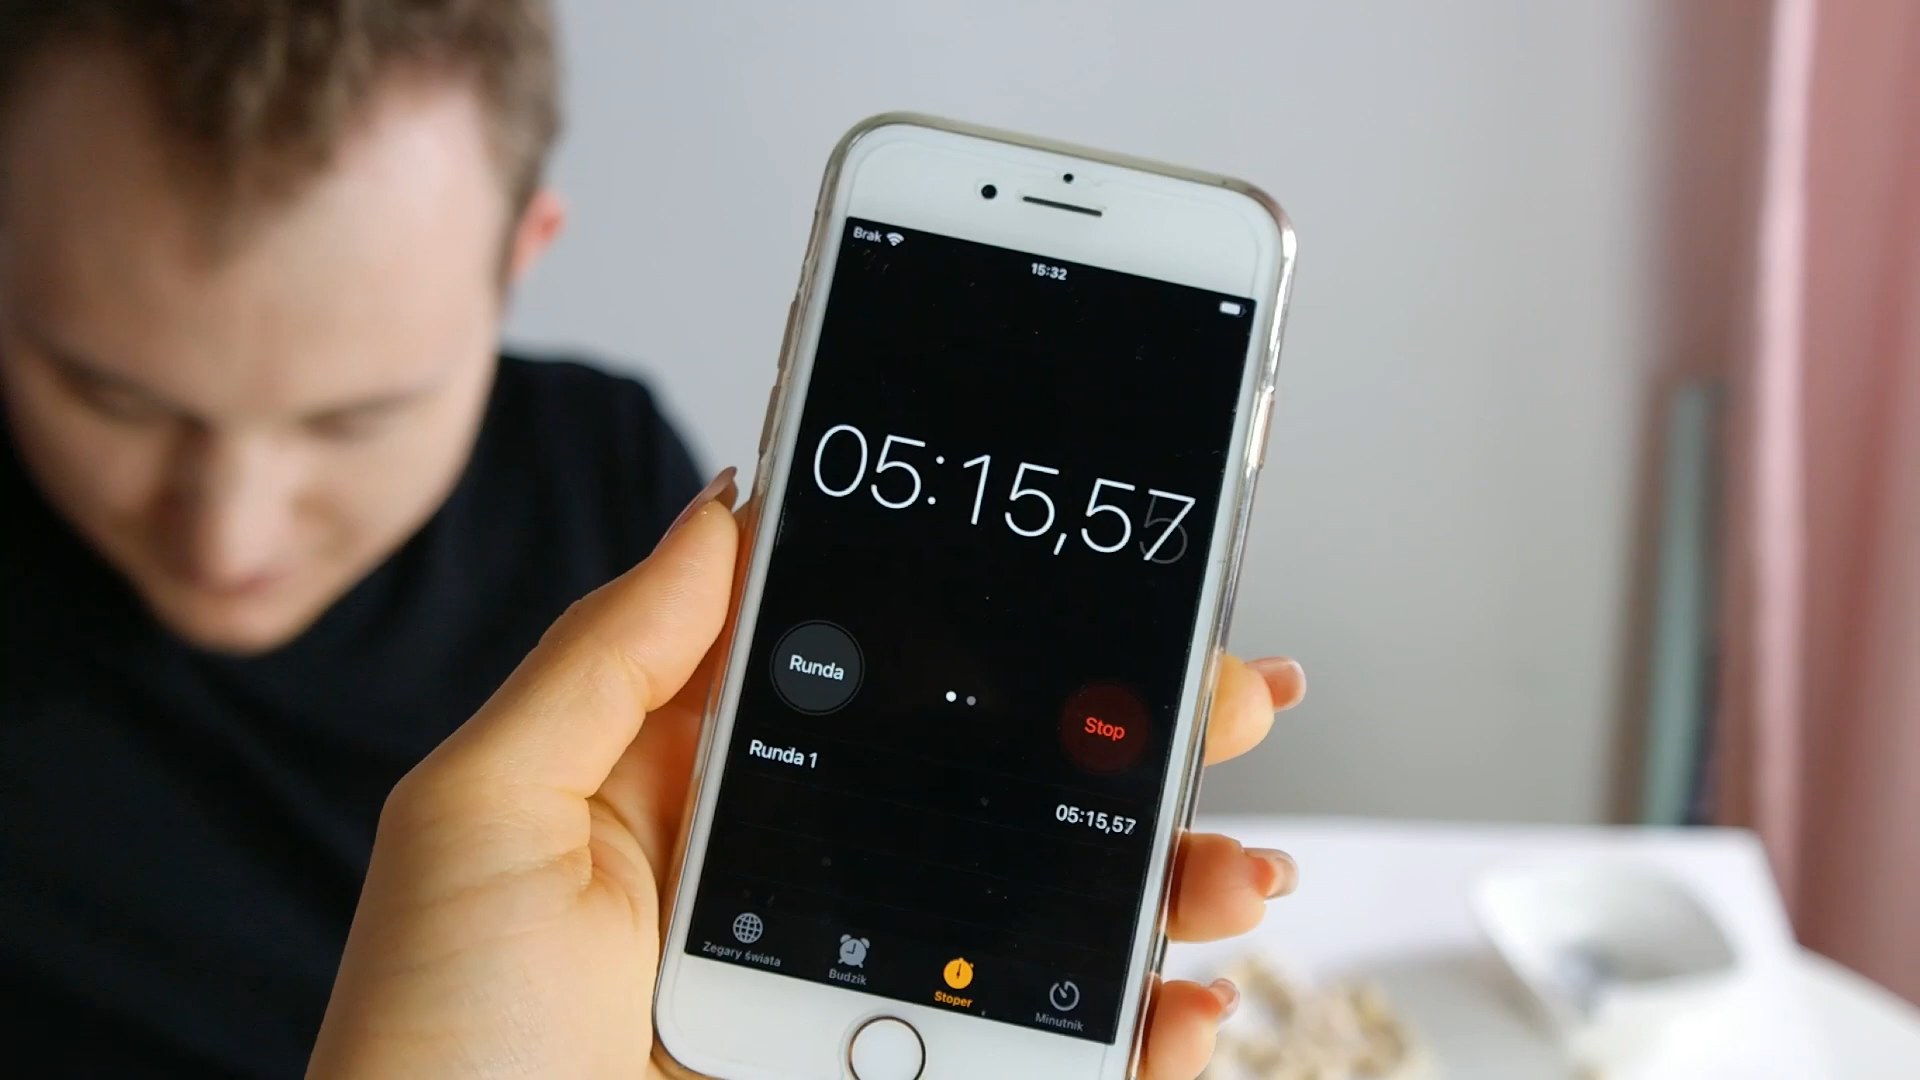 Brak
15:32
05:15,57
Runda
Stop
Runda 1
05:15,57
Zegary świata
Budzik
Stoper
Minutnik